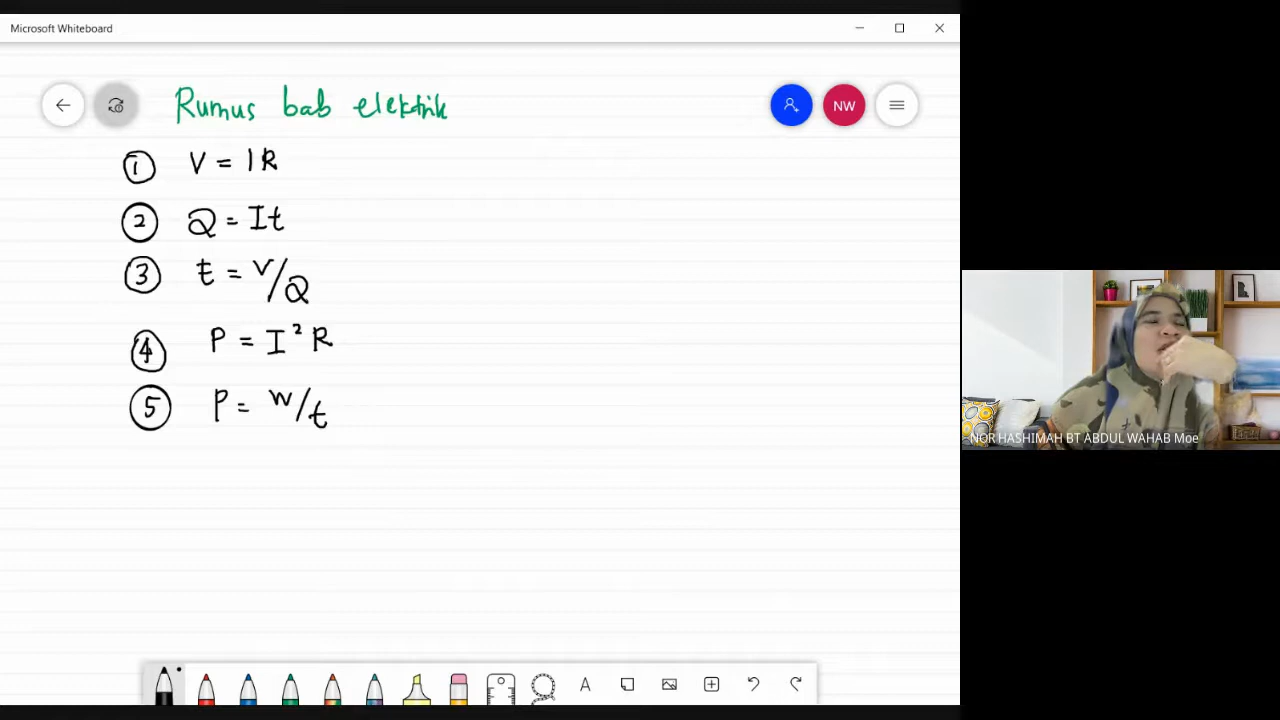 Microsoft Whiteboard
Rumus bab elektrik
NW
① V = IR
② Q = It
③ t = V/Q
④ P = I²R
⑤ P = W/t
NOR HASHIMAH BT ABDUL WAHAB Moe
A